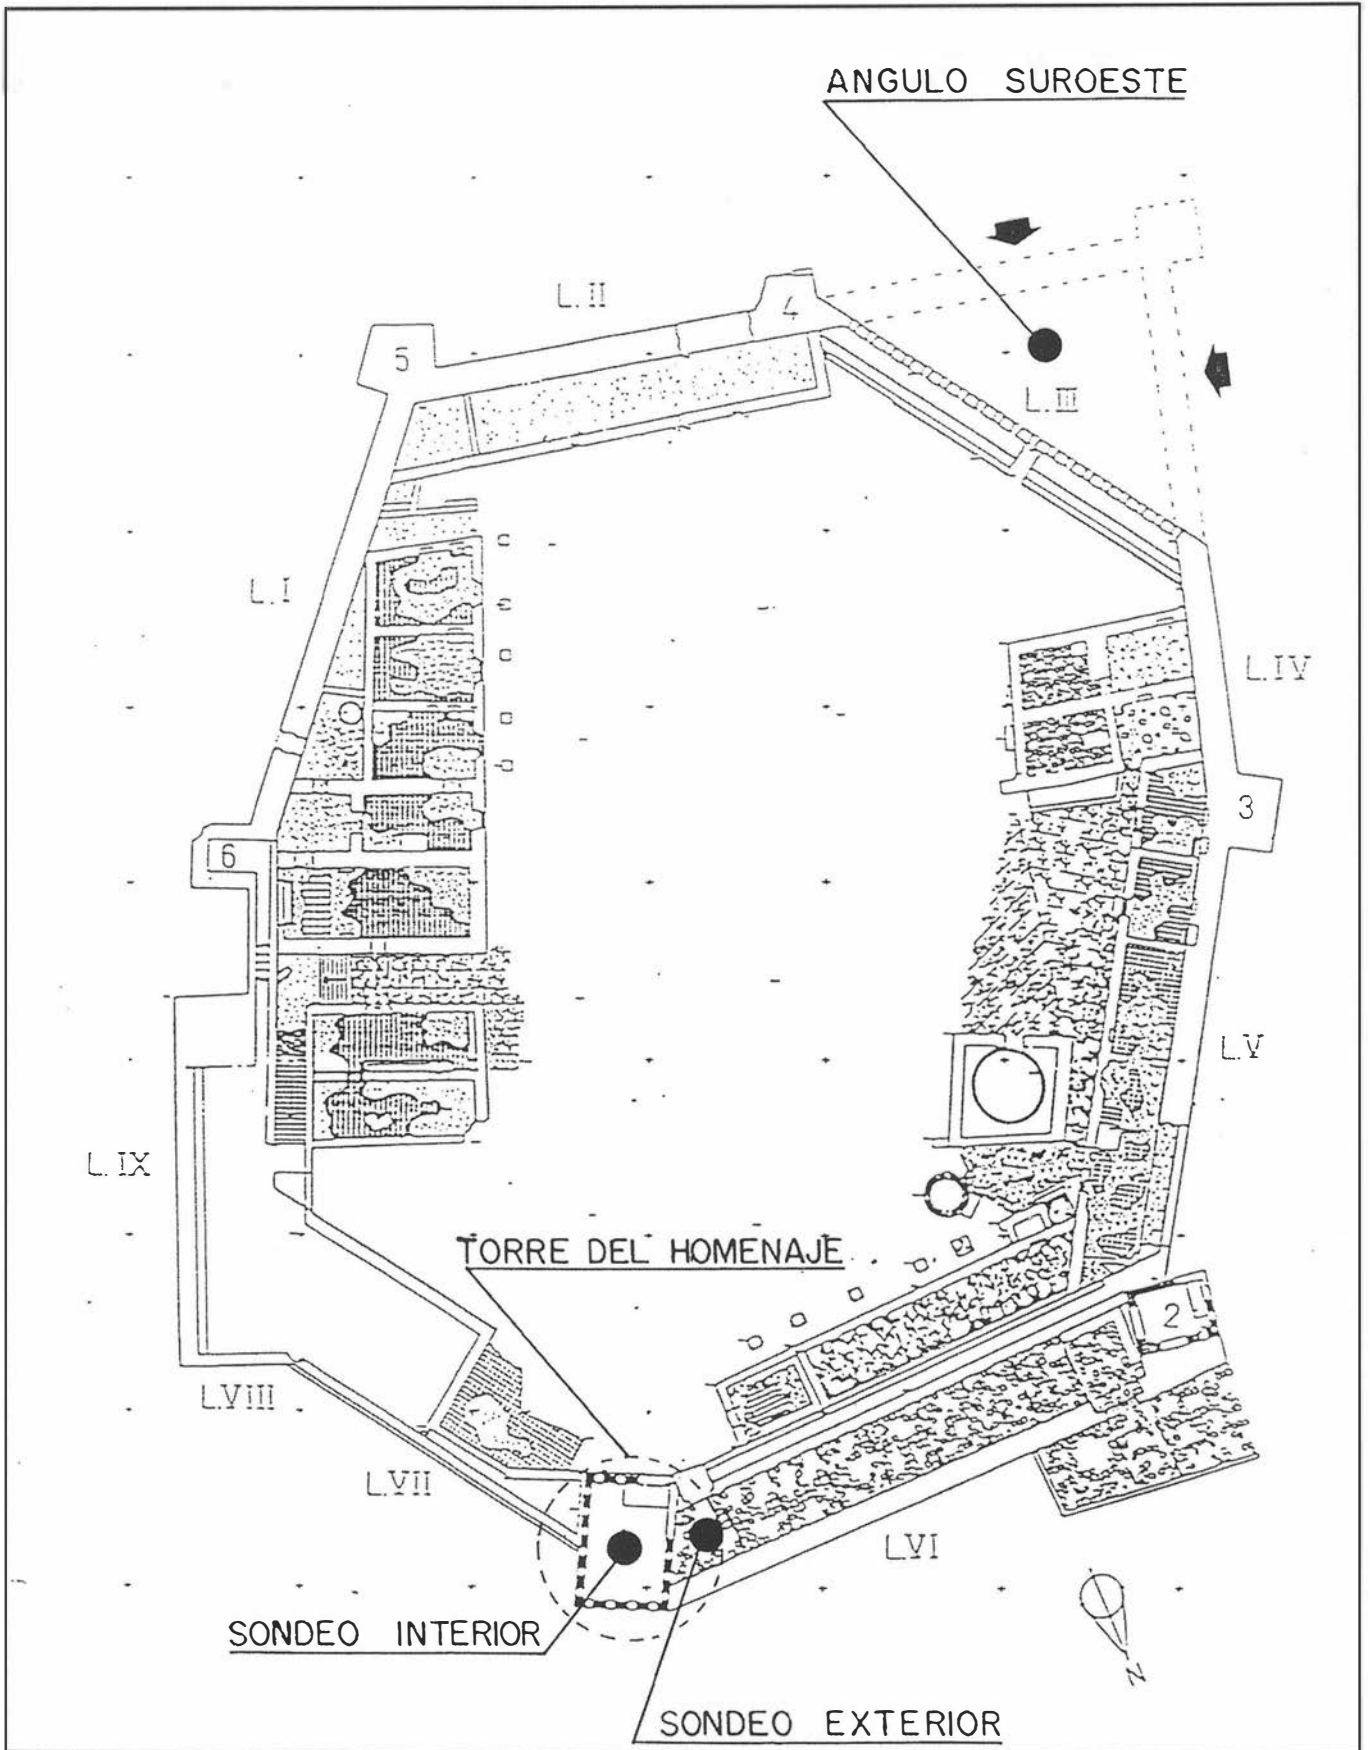 ANGULO SUROESTE
L.II
4
5
L.III
L.I
L.IV
3
6
L.V
L.IX
TORRE DEL HOMENAJE
2
L.VIII
L.VII
L.VI
SONDEO INTERIOR
N
SONDEO EXTERIOR